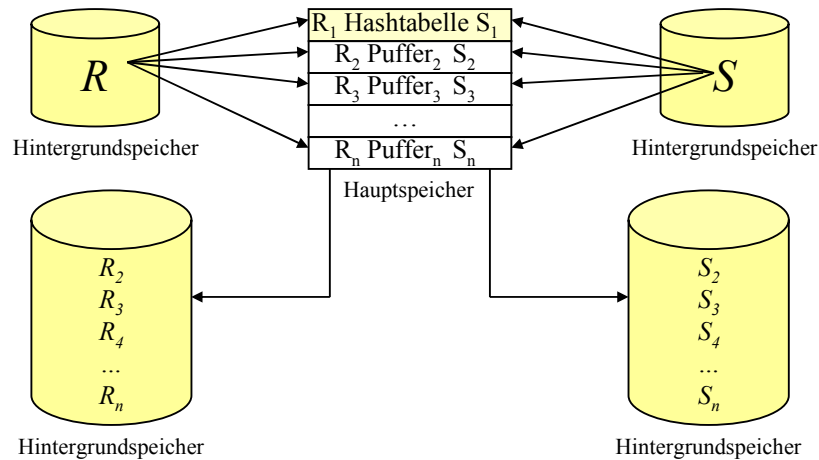 R₁ Hashtabelle S₁
R₂ Puffer₂ S₂
R₃ Puffer₃ S₃
…
Rₙ Pufferₙ Sₙ
Hauptspeicher
R
Hintergrundspeicher
S
Hintergrundspeicher
R₂
R₃
R₄
...
Rₙ
Hintergrundspeicher
S₂
S₃
S₄
...
Sₙ
Hintergrundspeicher